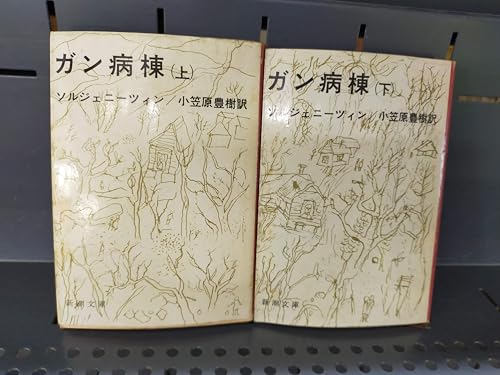 ガン病棟(上)
ソルジェニーツィン/小笠原豊樹訳
新潮文庫
ガン病棟(下)
ソルジェニーツィン/小笠原豊樹訳
新潮文庫